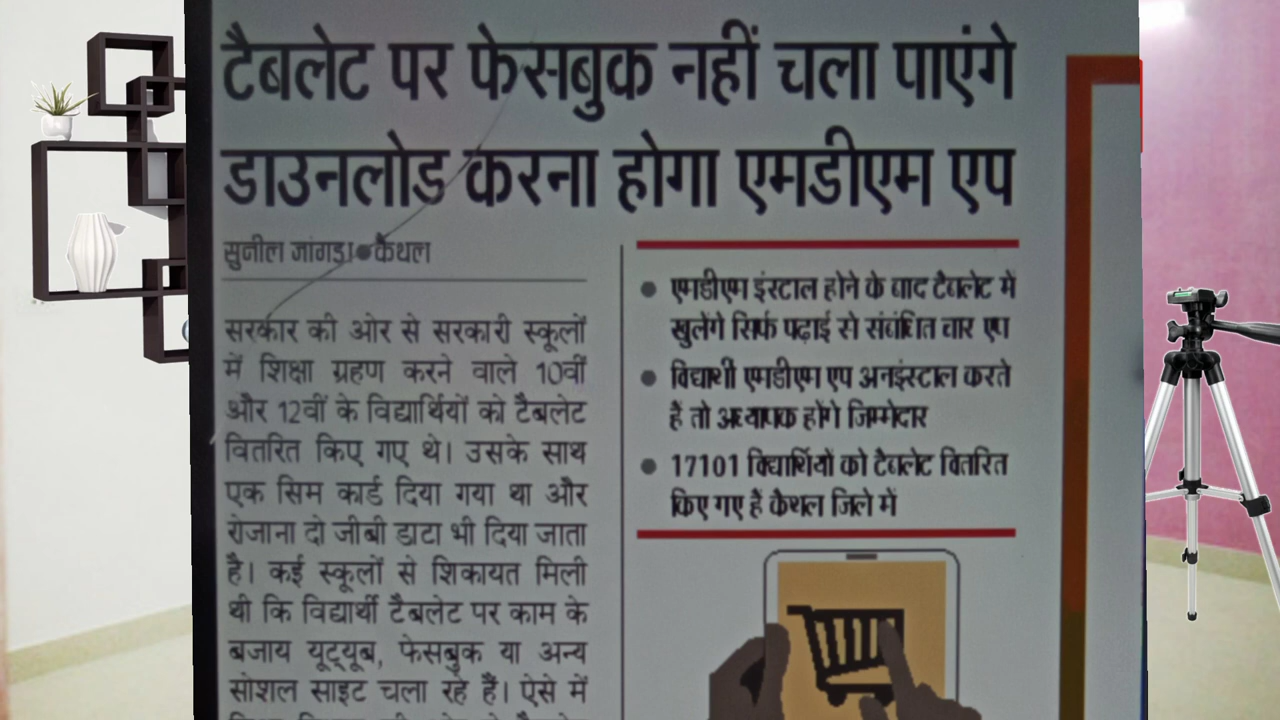 टैबलेट पर फेसबुक नहीं चला पाएंगे
डाउनलोड करना होगा एमडीएम एप
सुनील जांगड़ा●कैथल
सरकार की ओर से सरकारी स्कूलों
में शिक्षा ग्रहण करने वाले 10वीं
और 12वीं के विद्यार्थियों को टैबलेट
वितरित किए गए थे। उसके साथ
एक सिम कार्ड दिया गया था और
रोजाना दो जीबी डाटा भी दिया जाता
है। कई स्कूलों से शिकायत मिली
थी कि विद्यार्थी टैबलेट पर काम के
बजाय यूट्यूब, फेसबुक या अन्य
सोशल साइट चला रहे हैं। ऐसे में
● एमडीएम इंस्टाल होने के बाद टैबलेट में
खुलेंगे सिर्फ पढ़ाई से संबंधित चार एप
● विद्यार्थी एमडीएम एप अनइंस्टाल करते
हैं तो अध्यापक होंगे जिम्मेदार
● 17101 विद्यार्थियों को टैबलेट वितरित
किए गए हैं कैथल जिले में